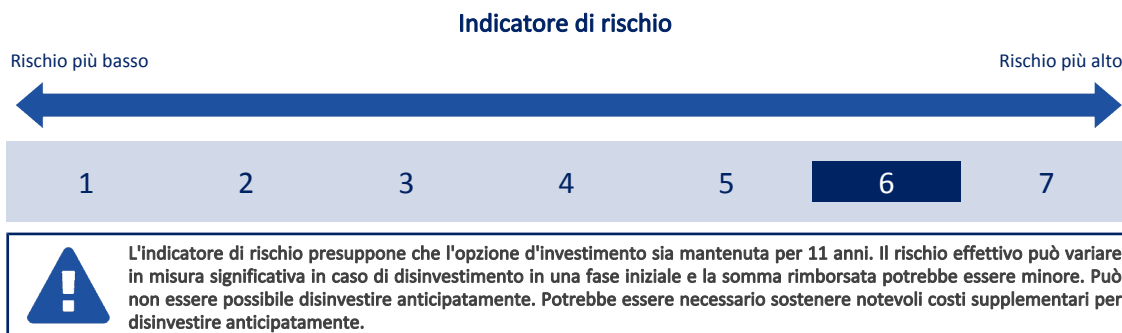 Indicatore di rischio
Rischio più basso
Rischio più alto
1 2 3 4 5 6 7
L'indicatore di rischio presuppone che l'opzione d'investimento sia mantenuta per 11 anni. Il rischio effettivo può variare
in misura significativa in caso di disinvestimento in una fase iniziale e la somma rimborsata potrebbe essere minore. Può
non essere possibile disinvestire anticipatamente. Potrebbe essere necessario sostenere notevoli costi supplementari per
disinvestire anticipatamente.